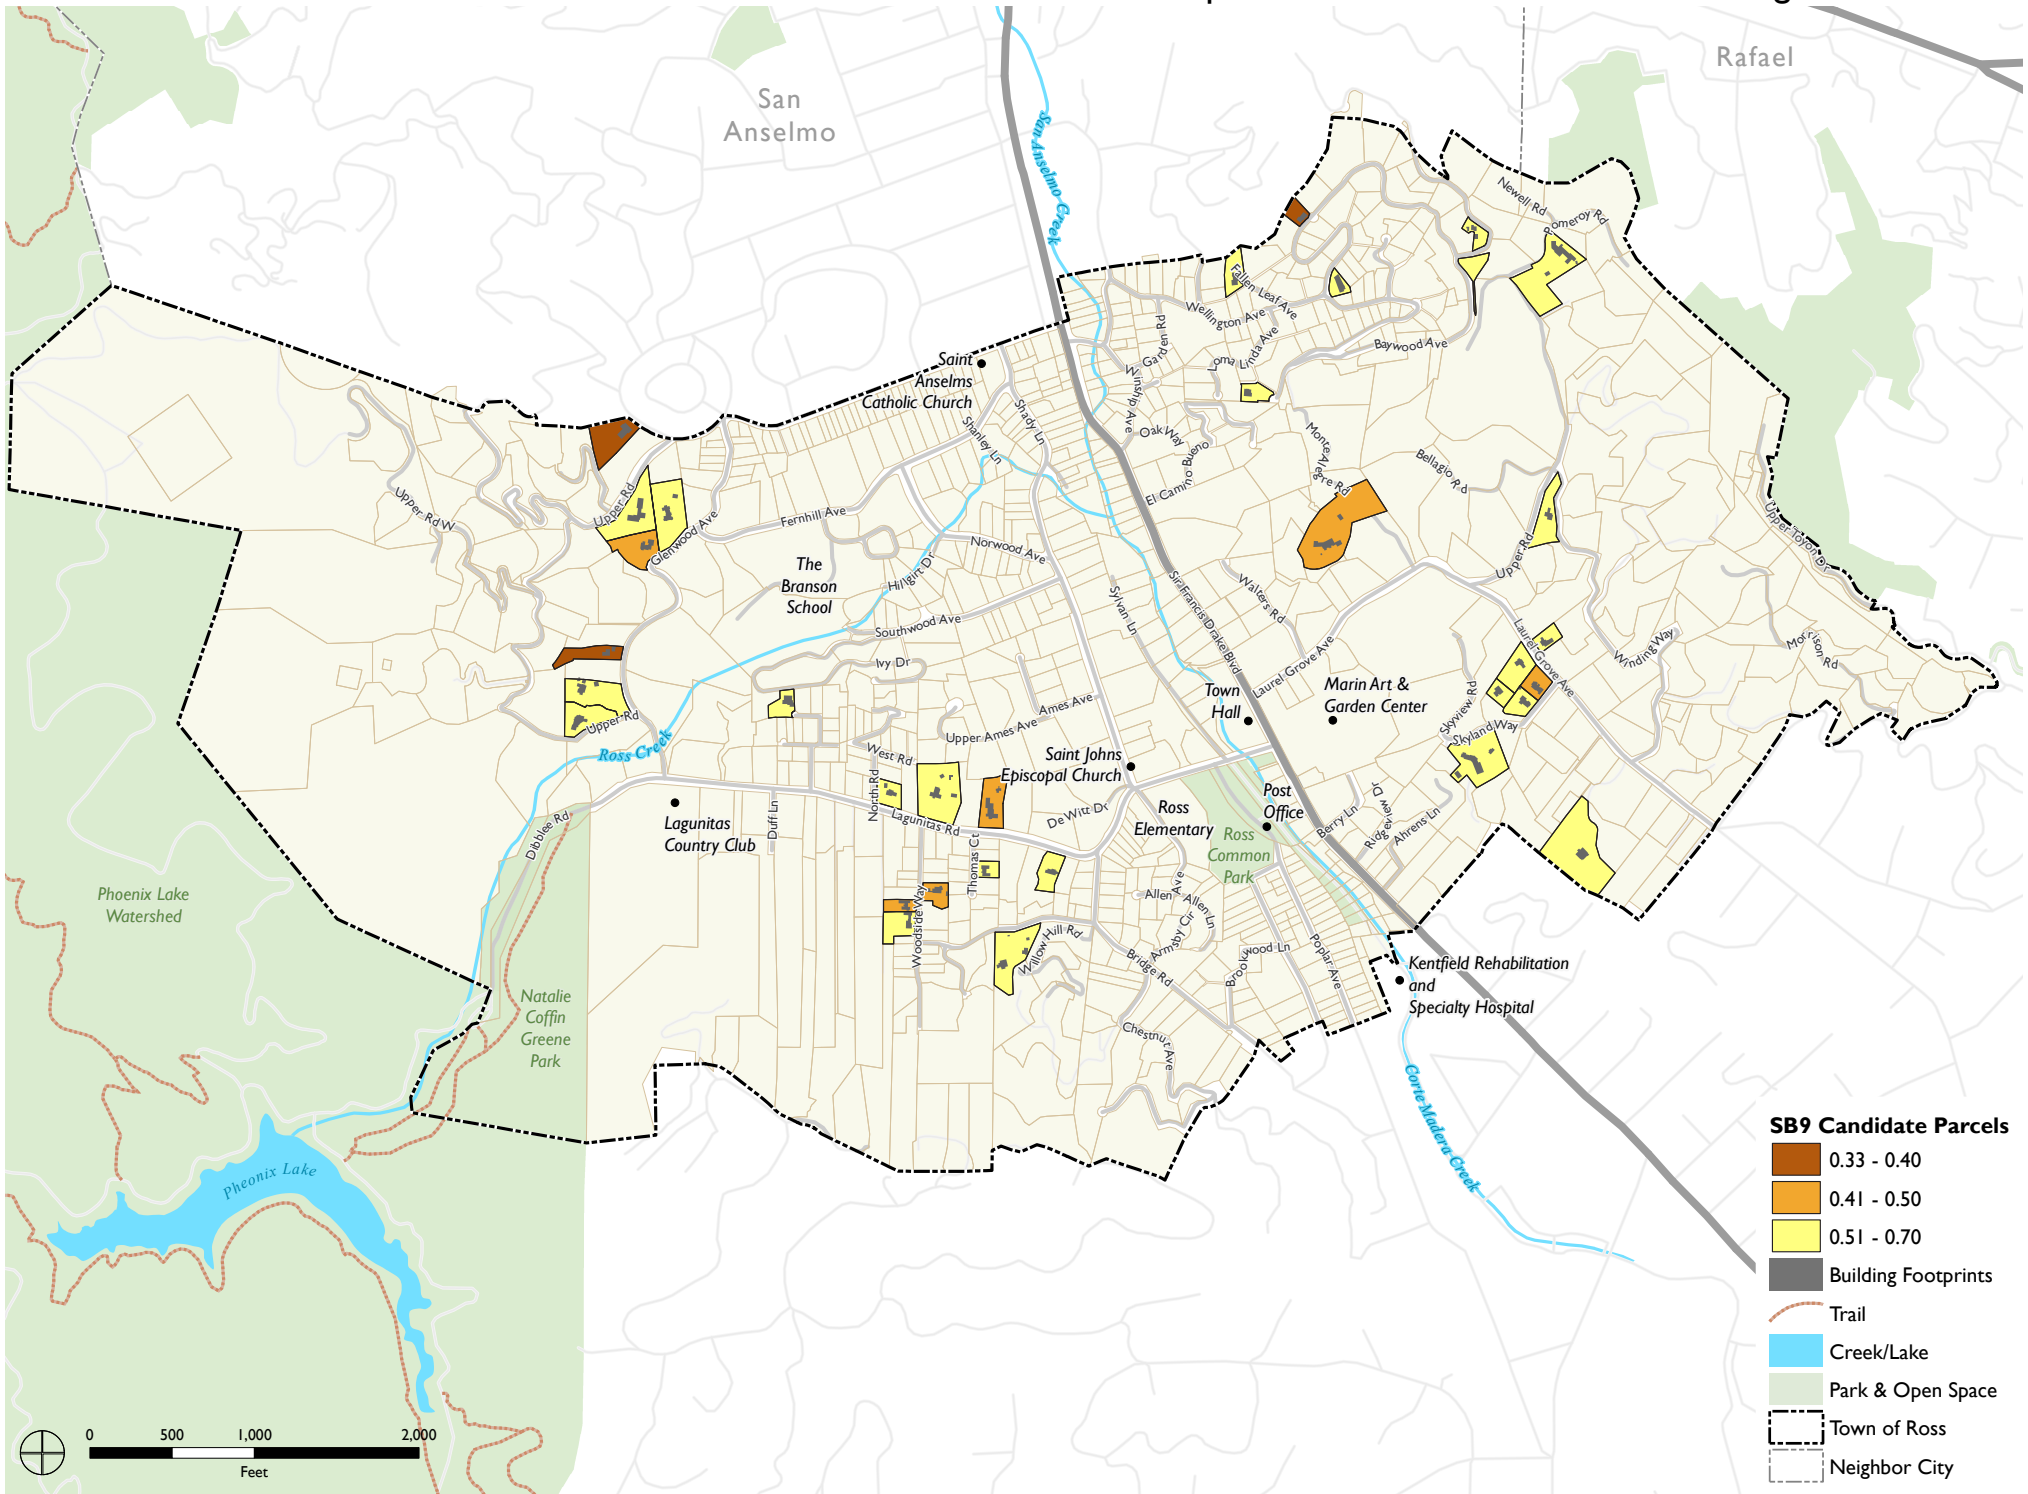 Rafael
San
Anselmo
San Anselmo Creek
Newell Rd
Pomeroy Rd
Fallen Leaf Ave
Wellington Ave
Garden Rd
Loma Linda Ave
Baywood Ave
Winship Ave
Saint
Anselms
Catholic Church
Shady Ln
Shanley Ln
Oak Way
El Camino Bueno
Monte Alegre Rd
Bellagio Rd
Upper Rd W
Upper Rd
Glenwood Ave
Fernhill Ave
Norwood Ave
The
Branson
School
Hillgirt Dr
Southwood Ave
Ivy Dr
Sylvan Ln
Sir Francis Drake Blvd
Walters Rd
Laurel Grove Ave
Upper Rd
Upper Toyon Dr
Laurel Grove Ave
Winding Way
Morrison Rd
Town
Hall
Marin Art &
Garden Center
Skyview Rd
Skyland Way
Upper Rd
Ross Creek
Ames Ave
Upper Ames Ave
West Rd
North Rd
Saint Johns
Episcopal Church
Lagunitas Rd
De Witt Dr
Ross
Elementary
Post
Office
Ross
Common
Park
Berry Ln
Ridgeview Dr
Ahrens Ln
Dibblee Rd
Lagunitas
Country Club
Duff Ln
Thomas Ct
Woodside Way
Allen Ave
Allen Ln
Armsby Cir
Willow Hill Rd
Bridge Rd
Brookwood Ln
Poplar Ave
Chestnut Ave
Kentfield Rehabilitation
and
Specialty Hospital
Phoenix Lake
Watershed
Natalie
Coffin
Greene
Park
Corte Madera Creek
Pheonix Lake
SB9 Candidate Parcels
0.33 - 0.40
0.41 - 0.50
0.51 - 0.70
Building Footprints
Trail
Creek/Lake
Park & Open Space
Town of Ross
Neighbor City
0 500 1,000 2,000
Feet